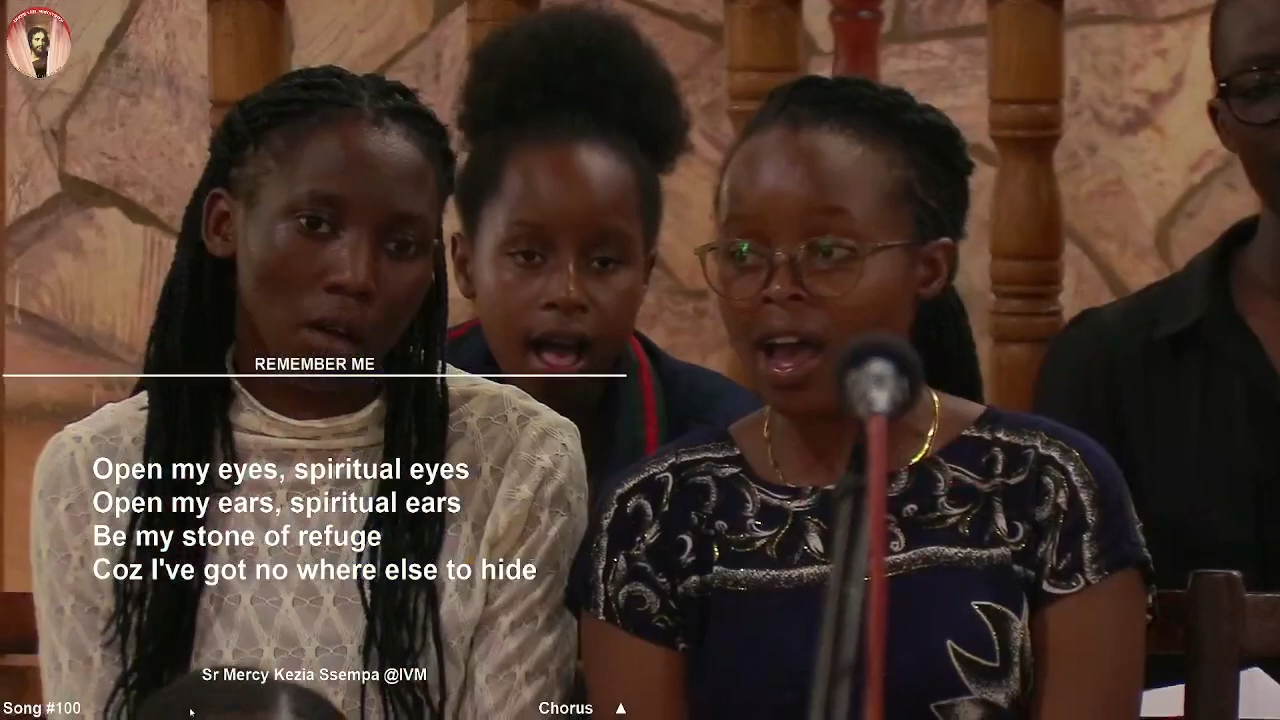 REMEMBER ME
Open my eyes, spiritual eyes
Open my ears, spiritual ears
Be my stone of refuge
Coz I've got no where else to hide
Sr Mercy Kezia Ssempa @IVM
Song #100
Chorus ▲